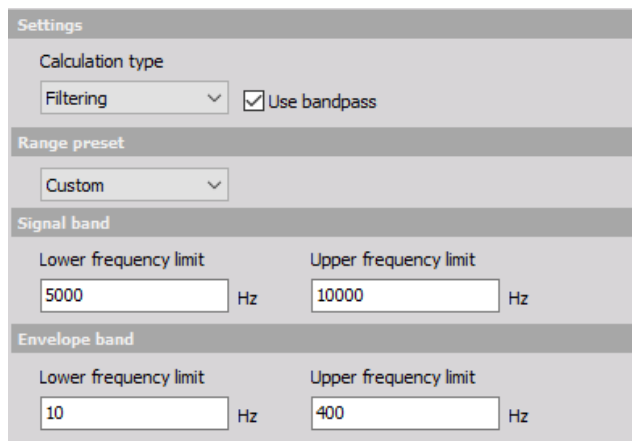 Settings
Calculation type
Filtering Use bandpass
Range preset
Custom
Signal band
Lower frequency limit Upper frequency limit
5000 Hz 10000 Hz
Envelope band
Lower frequency limit Upper frequency limit
10 Hz 400 Hz